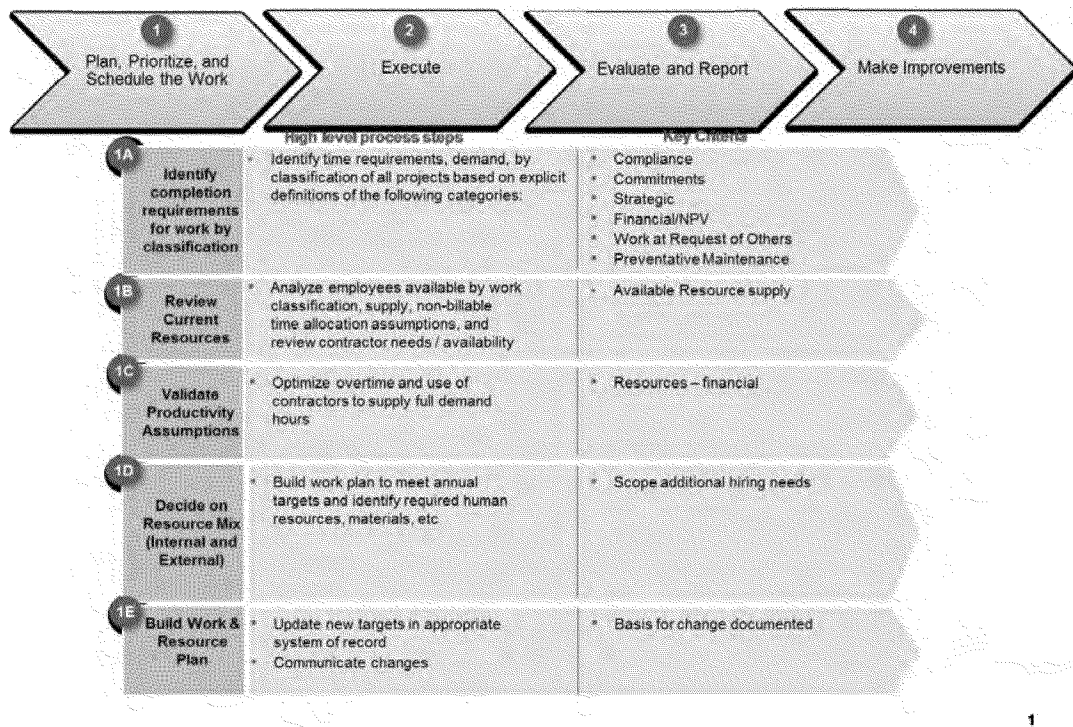 1
Plan, Prioritize, and
Schedule the Work
2
Execute
3
Evaluate and Report
4
Make Improvements
High level process steps
Key Criteria
1A
Identify
completion
requirements
for work by
classification
• Identify time requirements, demand, by
classification of all projects based on explicit
definitions of the following categories:
• Compliance
• Commitments
• Strategic
• Financial/NPV
• Work at Request of Others
• Preventative Maintenance
1B
Review
Current
Resources
• Analyze employees available by work
classification, supply, non-billable
time allocation assumptions, and
review contractor needs / availability
• Available Resource supply
1C
Validate
Productivity
Assumptions
• Optimize overtime and use of
contractors to supply full demand
hours
• Resources – financial
1D
Decide on
Resource Mix
(Internal and
External)
• Build work plan to meet annual
targets and identify required human
resources, materials, etc
• Scope additional hiring needs
1E
Build Work &
Resource
Plan
• Update new targets in appropriate
system of record
• Communicate changes
• Basis for change documented
1